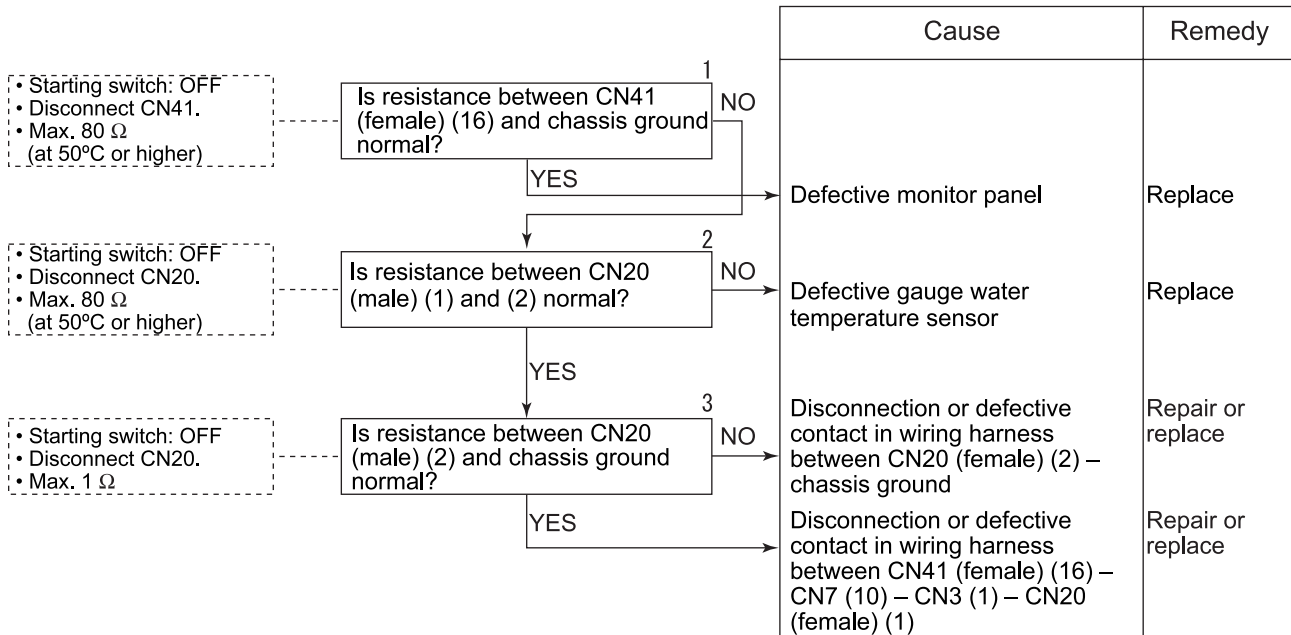 Cause
Remedy
• Starting switch: OFF
• Disconnect CN41.
• Max. 80 Ω
(at 50ºC or higher)
1
Is resistance between CN41
(female) (16) and chassis ground
normal?
NO
YES
Defective monitor panel
Replace
• Starting switch: OFF
• Disconnect CN20.
• Max. 80 Ω
(at 50ºC or higher)
2
Is resistance between CN20
(male) (1) and (2) normal?
NO
Defective gauge water
temperature sensor
Replace
YES
• Starting switch: OFF
• Disconnect CN20.
• Max. 1 Ω
3
Is resistance between CN20
(male) (2) and chassis ground
normal?
NO
Disconnection or defective
contact in wiring harness
between CN20 (female) (2) –
chassis ground
Repair or
replace
YES
Disconnection or defective
contact in wiring harness
between CN41 (female) (16) –
CN7 (10) – CN3 (1) – CN20
(female) (1)
Repair or
replace